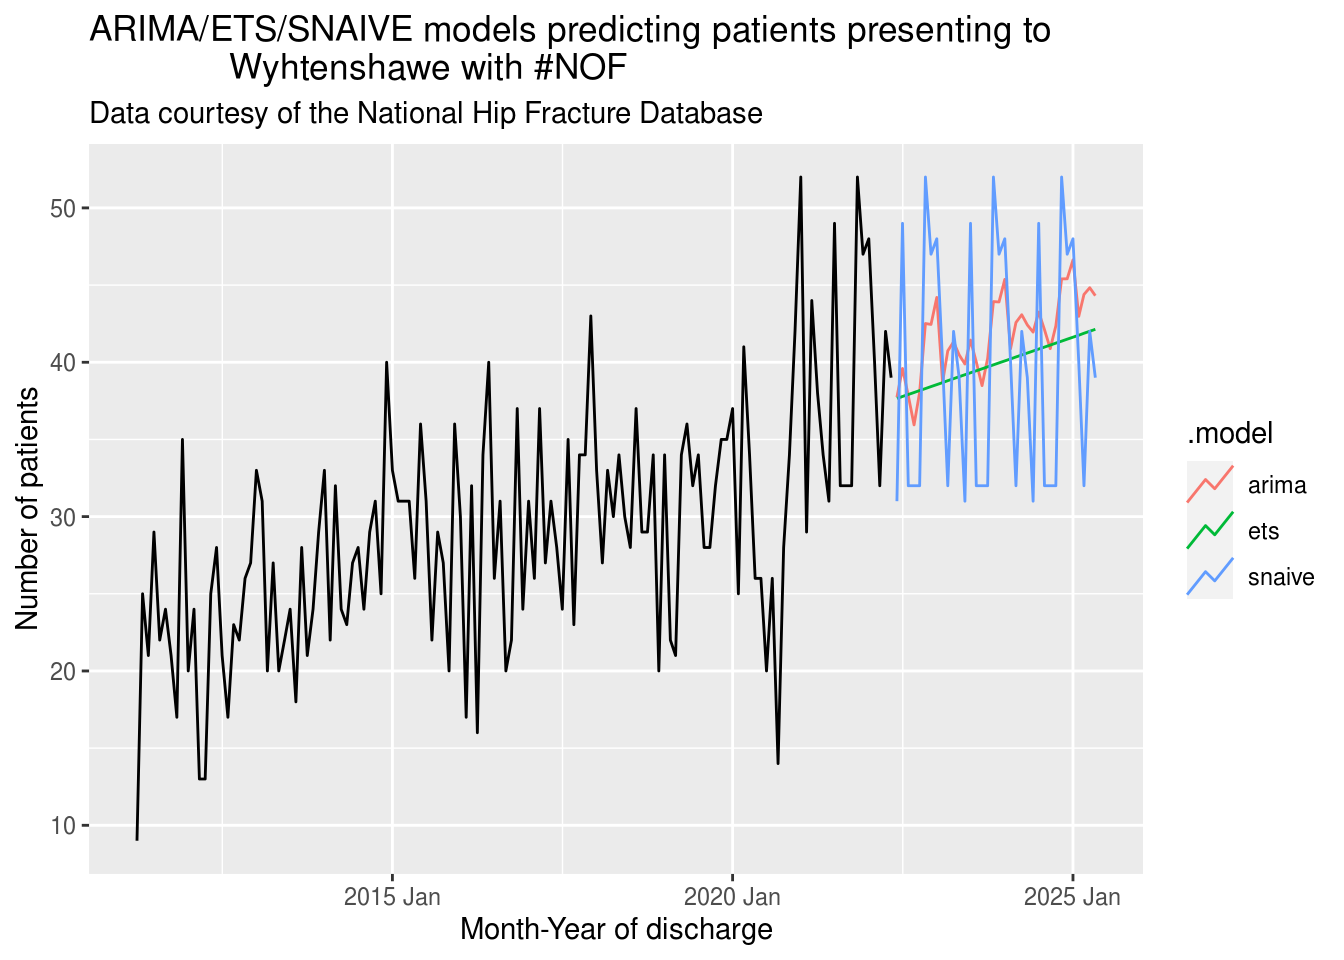 ARIMA/ETS/SNAIVE models predicting patients presenting to
Wyhtenshawe with #NOF
Data courtesy of the National Hip Fracture Database
Number of patients
50
40
30
20
10
2015 Jan
2020 Jan
2025 Jan
Month-Year of discharge
.model
arima
ets
snaive